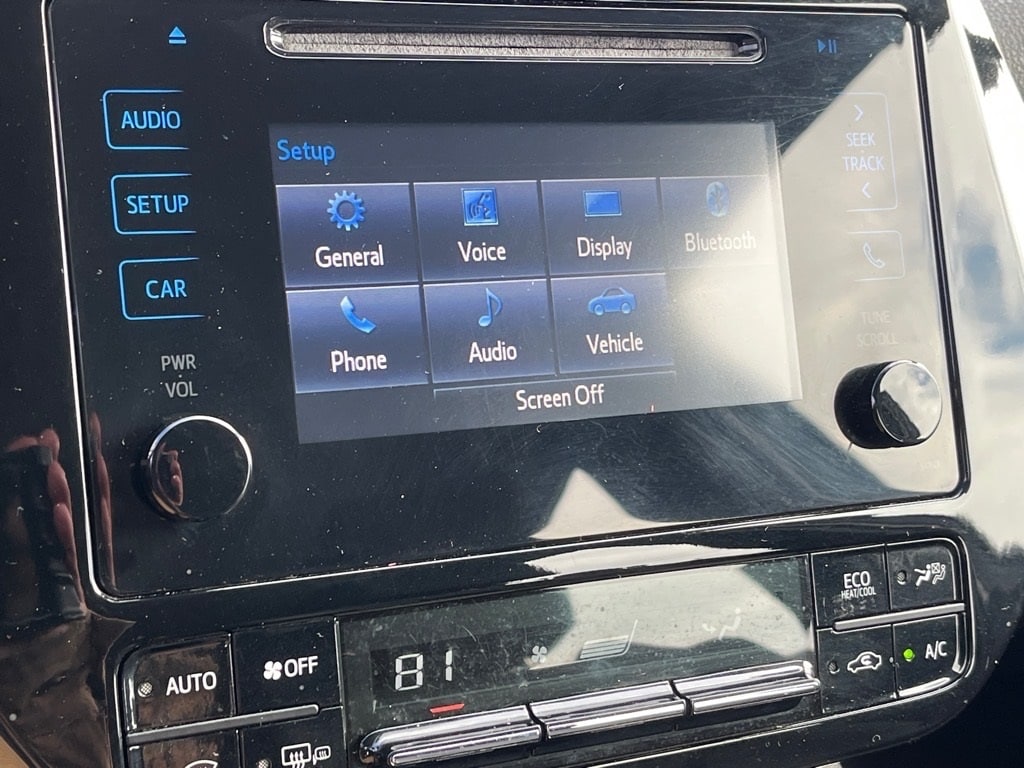 AUDIO
SETUP
CAR
PWR
VOL
Setup
General
Voice
Display
Bluetooth
Phone
Audio
Vehicle
Screen Off
>
SEEK
TRACK
<
TUNE
SCROLL
81
ECO
HEAT/COOL
AUTO
OFF
A/C